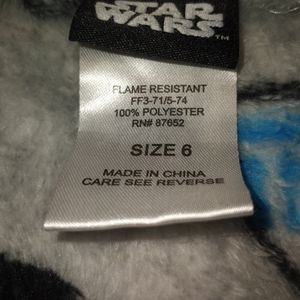 STAR
WARS™
FLAME RESISTANT
FF3-71/5-74
100% POLYESTER
RN# 87652
SIZE 6
MADE IN CHINA
CARE SEE REVERSE